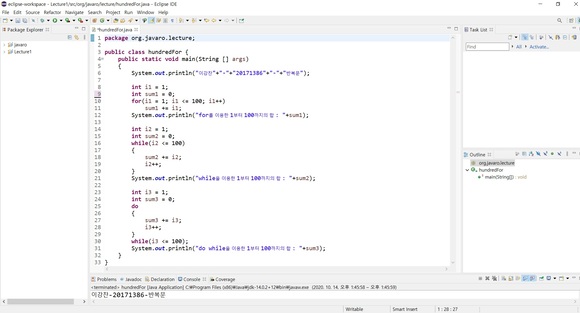 eclipse-workspace - Lecture1/src/org/javaro/lecture/hundredFor.java - Eclipse IDE
File Edit Source Refactor Navigate Search Project Run Window Help
Package Explorer
javaro
Lecture1
*hundredFor.java
1 package org.javaro.lecture;
2
3 public class hundredFor {
4 public static void main(String [] args)
5 {
6 System.out.println("이강찬"+"-"+"20171386"+"-"+"반복문");
7
8 int i1 = 1;
9 int sum1 = 0;
10 for(i1 = 1; i1 <= 100; i1++)
11 sum1 += i1;
12 System.out.println("for를 이용한 1부터 100까지의 합 : "+sum1);
13
14 int i2 = 1;
15 int sum2 = 0;
16 while(i2 <= 100)
17 {
18 sum2 += i2;
19 i2++;
20 }
21 System.out.println("while을 이용한 1부터 100까지의 합 : "+sum2);
22
23 int i3 = 1;
24 int sum3 = 0;
25 do
26 {
27 sum3 += i3;
28 i3++;
29 }
30 while(i3 <= 100);
31 System.out.println("do while을 이용한 1부터 100까지의 합 : "+sum3);
32 }
33 }
Task List
Find All Activate...
Outline
org.javaro.lecture
hundredFor
main(String[]) : void
Problems Javadoc Declaration Console Coverage
<terminated> hundredFor [Java Application] C:\Program Files (x86)\Java\jdk-14.0.2+12\bin\javaw.exe (2020. 10. 14. 오후 1:45:58 – 오후 1:45:59)
이강찬-20171386-반복문
Writable Smart Insert 1 : 28 : 27